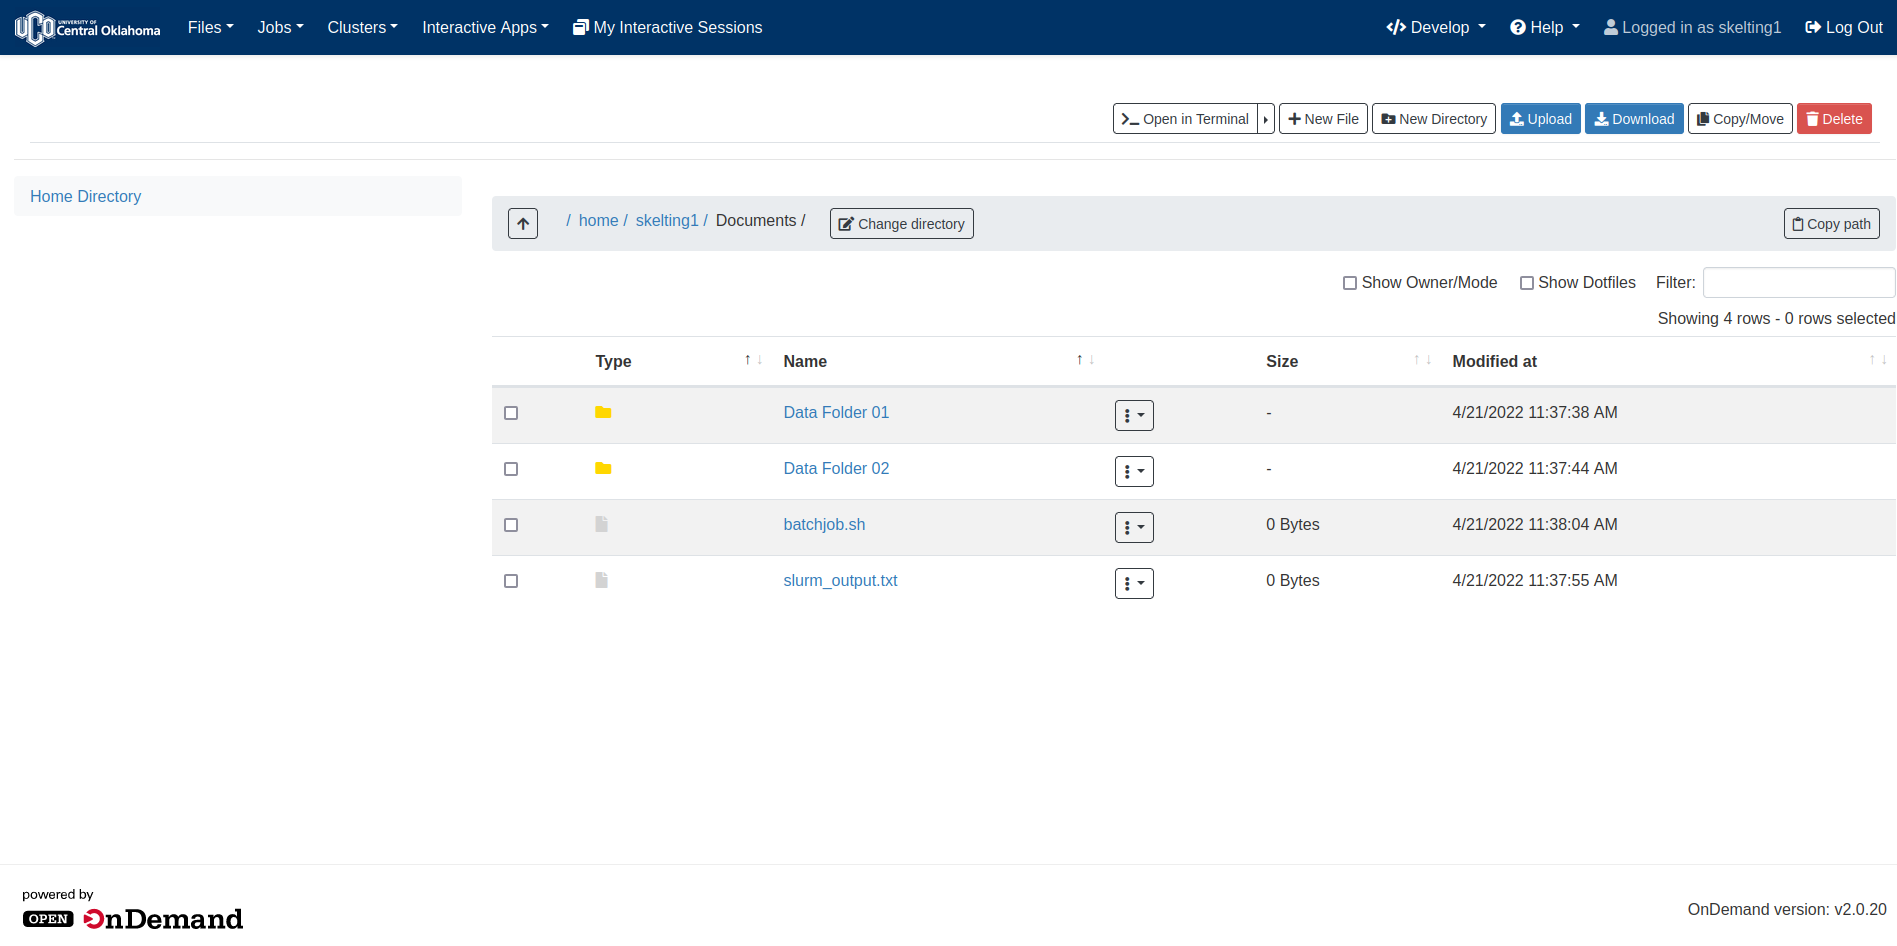 UCO UNIVERSITY OF Central Oklahoma Files Jobs Clusters Interactive Apps My Interactive Sessions Develop Help Logged in as skelting1 Log Out
Open in Terminal New File New Directory Upload Download Copy/Move Delete
Home Directory
/ home / skelting1 / Documents / Change directory Copy path
Show Owner/Mode Show Dotfiles Filter:
Showing 4 rows - 0 rows selected
Type Name Size Modified at
Data Folder 01 - 4/21/2022 11:37:38 AM
Data Folder 02 - 4/21/2022 11:37:44 AM
batchjob.sh 0 Bytes 4/21/2022 11:38:04 AM
slurm_output.txt 0 Bytes 4/21/2022 11:37:55 AM
powered by
OPEN OnDemand
OnDemand version: v2.0.20